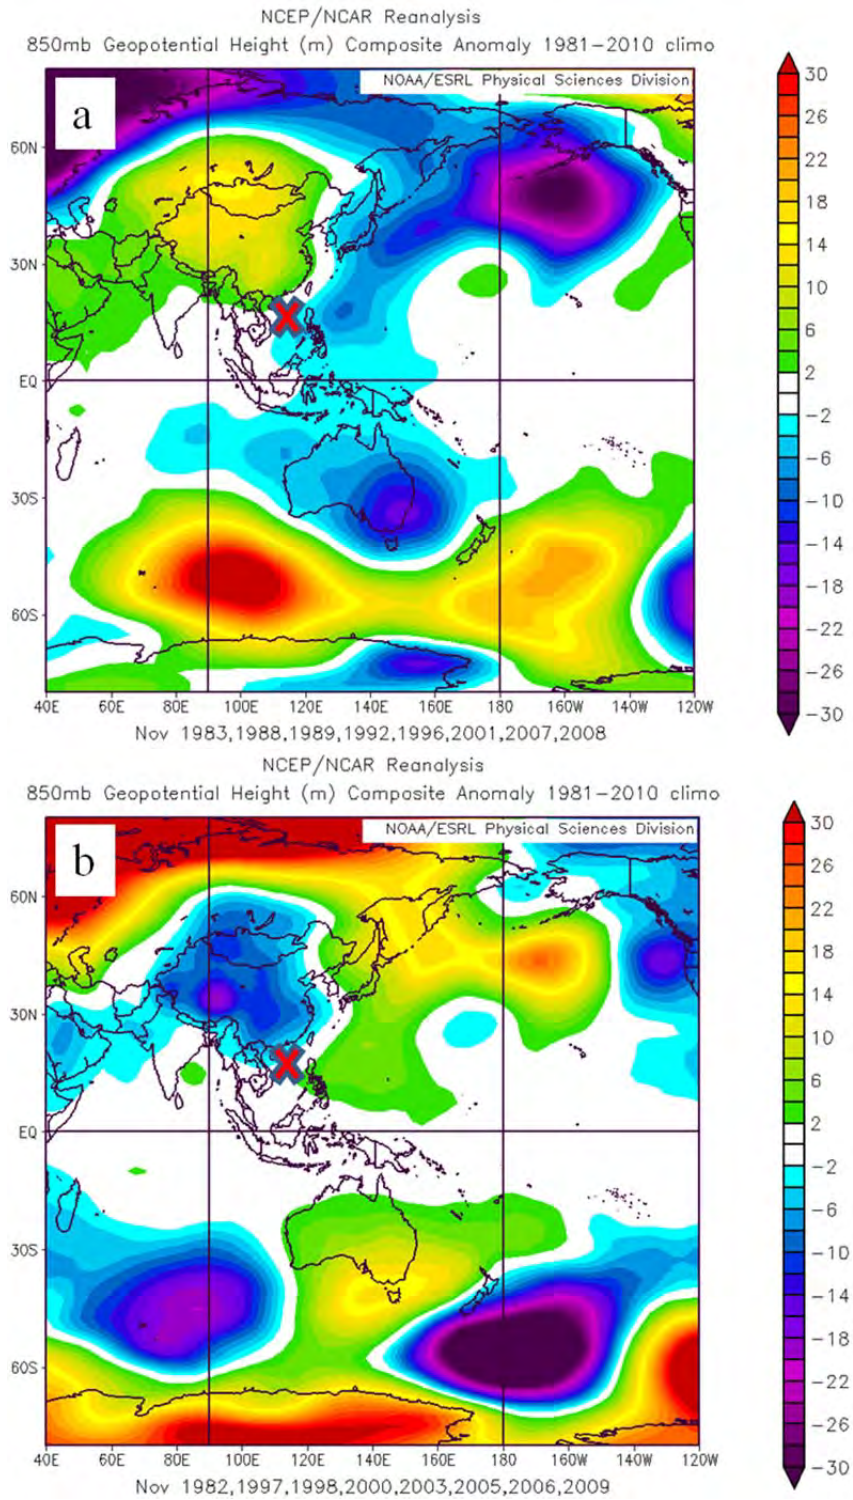 NCEP/NCAR Reanalysis
850mb Geopotential Height (m) Composite Anomaly 1981-2010 climo
NOAA/ESRL Physical Sciences Division
a
60N
30N
EQ
30S
60S
40E 60E 80E 100E 120E 140E 160E 180 160W 140W 120W
30
26
22
18
14
10
6
2
-2
-6
-10
-14
-18
-22
-26
-30
Nov 1983,1988,1989,1992,1996,2001,2007,2008
NCEP/NCAR Reanalysis
850mb Geopotential Height (m) Composite Anomaly 1981-2010 climo
NOAA/ESRL Physical Sciences Division
b
60N
30N
EQ
30S
60S
40E 60E 80E 100E 120E 140E 160E 180 160W 140W 120W
30
26
22
18
14
10
6
2
-2
-6
-10
-14
-18
-22
-26
-30
Nov 1982,1997,1998,2000,2003,2005,2006,2009